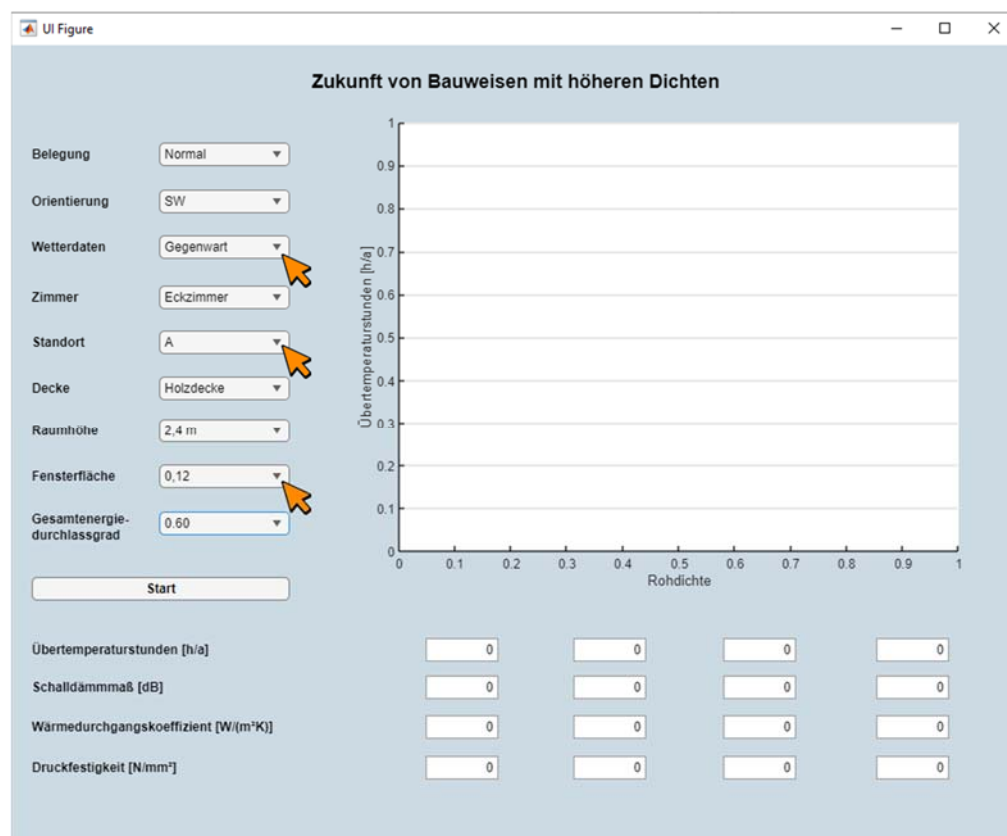 UI Figure
Zukunft von Bauweisen mit höheren Dichten
Belegung Normal
Orientierung SW
Wetterdaten Gegenwart
Zimmer Eckzimmer
Standort A
Decke Holzdecke
Raumhöhe 2,4 m
Fensterfläche 0,12
Gesamtenergie-
durchlassgrad 0.60
Start
Übertemperaturstunden [h/a]
1
0.9
0.8
0.7
0.6
0.5
0.4
0.3
0.2
0.1
0
0 0.1 0.2 0.3 0.4 0.5 0.6 0.7 0.8 0.9 1
Rohdichte
Übertemperaturstunden [h/a] 0 0 0 0
Schalldämmmaß [dB] 0 0 0 0
Wärmedurchgangskoeffizient [W/(m²K)] 0 0 0 0
Druckfestigkeit [N/mm²] 0 0 0 0